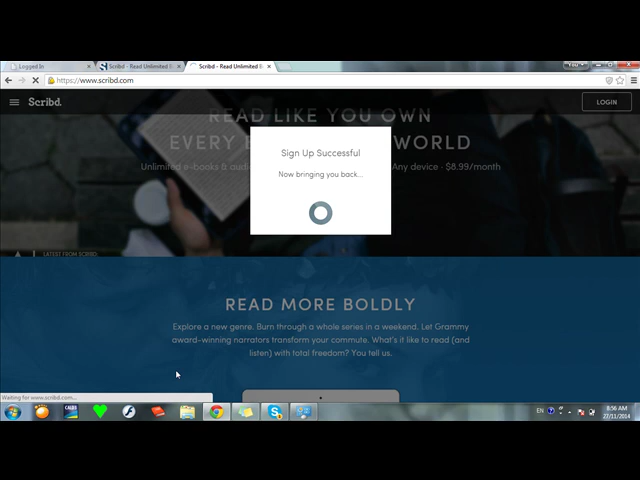 Logged In
Scribd - Read Unlimited B
Scribd - Read Unlimited B
You
https://www.scribd.com
Scribd.
LOGIN
READ LIKE YOU OWN
EVERY B
WORLD
Unlimited e-books & audi
Any device · $8.99/month
Sign Up Successful
Now bringing you back...
LATEST FROM SCRIBD
READ MORE BOLDLY
Explore a new genre. Burn through a whole series in a weekend. Let Grammy
award-winning narrators transform your commute. What's it like to read (and
listen) with total freedom? You tell us.
Waiting for www.scribd.com...
EN
8:56 AM
27/11/2014